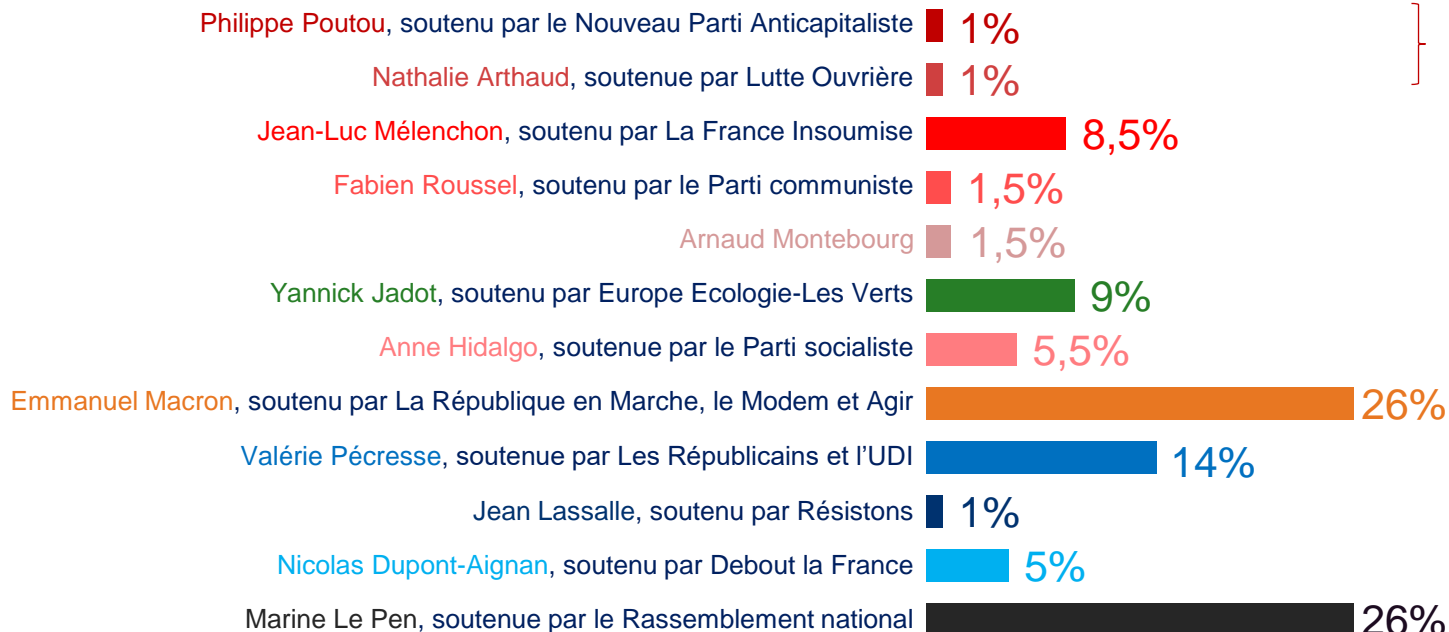 Philippe Poutou, soutenu par le Nouveau Parti Anticapitaliste 1%
Nathalie Arthaud, soutenue par Lutte Ouvrière 1%
Jean-Luc Mélenchon, soutenu par La France Insoumise 8,5%
Fabien Roussel, soutenu par le Parti communiste 1,5%
Arnaud Montebourg 1,5%
Yannick Jadot, soutenu par Europe Ecologie-Les Verts 9%
Anne Hidalgo, soutenue par le Parti socialiste 5,5%
Emmanuel Macron, soutenu par La République en Marche, le Modem et Agir 26%
Valérie Pécresse, soutenue par Les Républicains et l’UDI 14%
Jean Lassalle, soutenu par Résistons 1%
Nicolas Dupont-Aignan, soutenu par Debout la France 5%
Marine Le Pen, soutenue par le Rassemblement national 26%